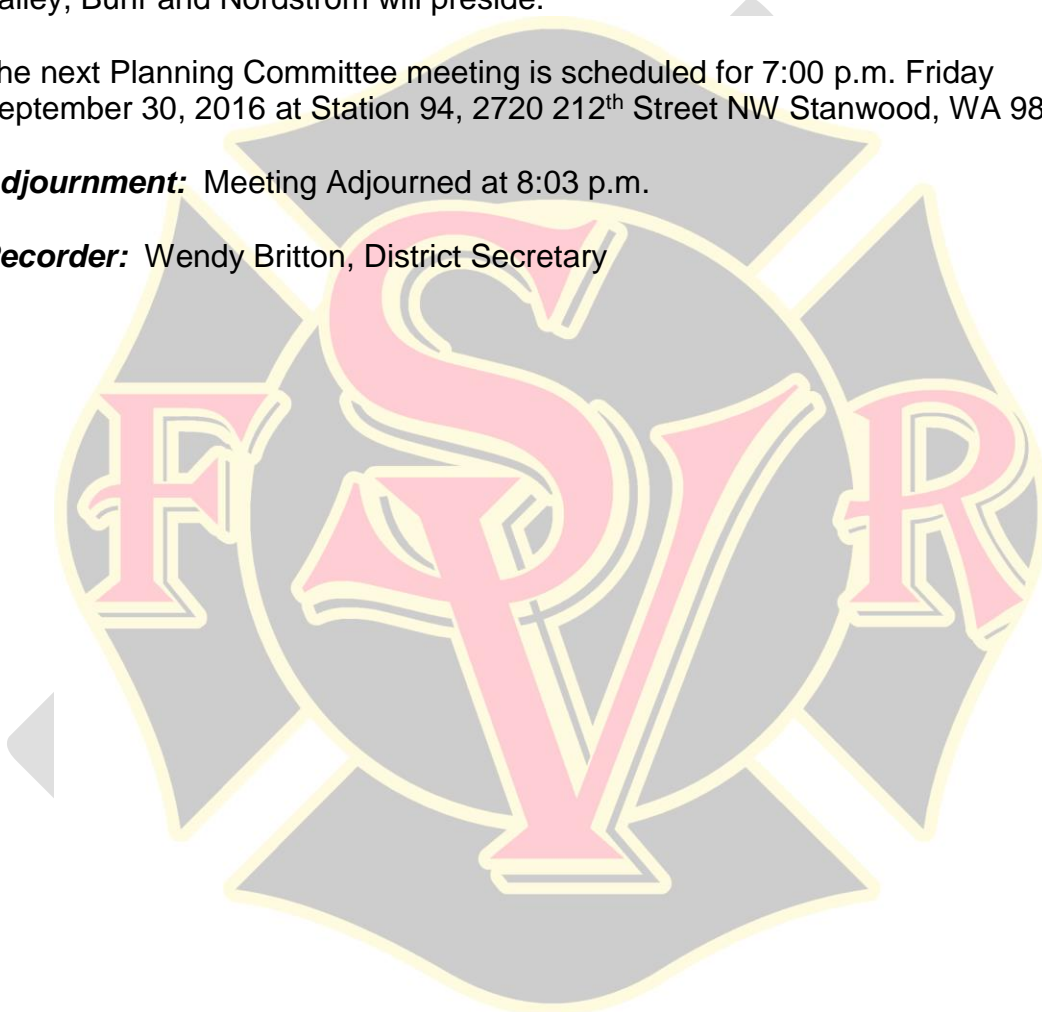 alley, Buhr and Nordstrom will preside.
he next Planning Committee meeting is scheduled for 7:00 p.m. Friday
eptember 30, 2016 at Station 94, 2720 212th Street NW Stanwood, WA 98
djournment: Meeting Adjourned at 8:03 p.m.
ecorder: Wendy Britton, District Secretary
F SV R